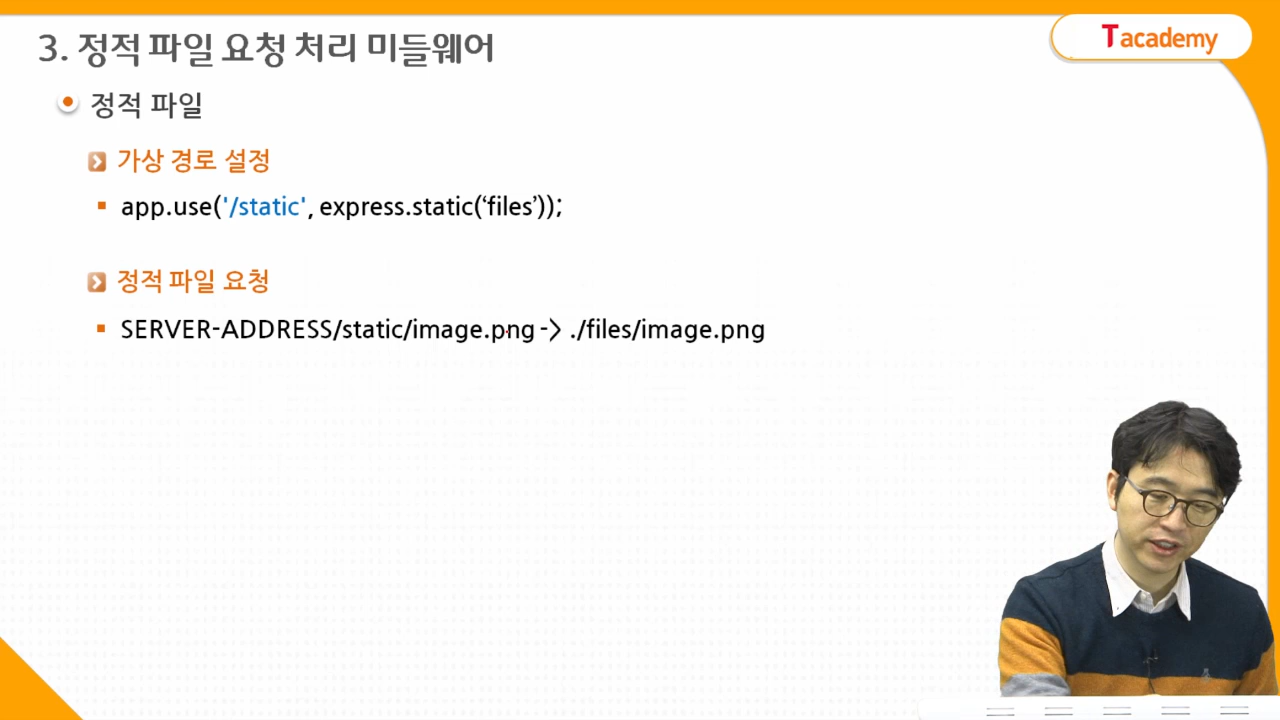 3. 정적 파일 요청 처리 미들웨어
Tacademy
정적 파일
가상 경로 설정
app.use('/static', express.static(‘files’));
정적 파일 요청
SERVER-ADDRESS/static/image.png -> ./files/image.png